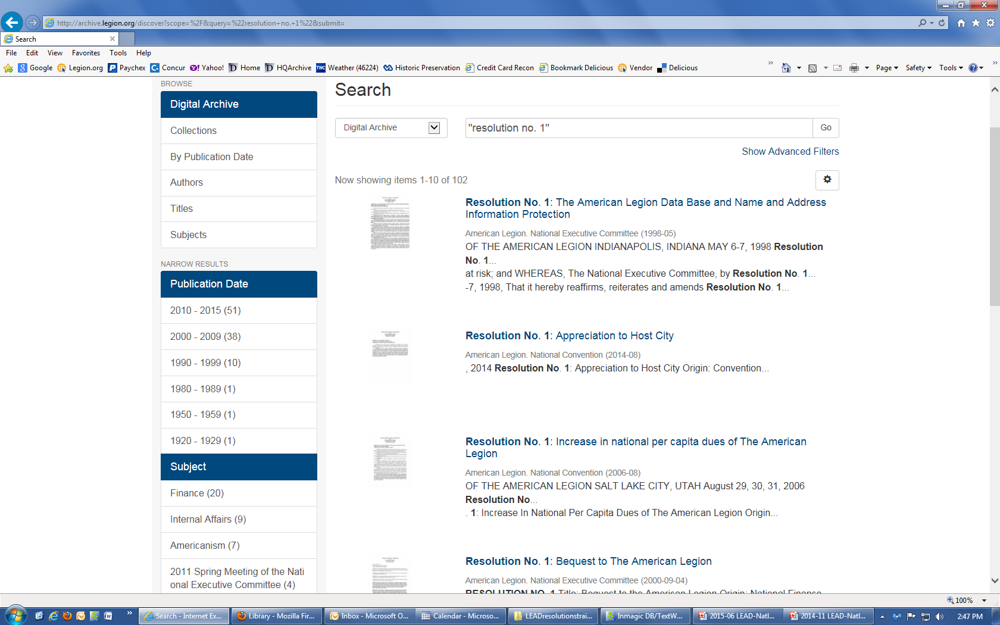 http://archive.legion.org/discover?scope=%2F&query=%22resolution+no.+1%22&submit=
Search
File Edit View Favorites Tools Help
Google Legion.org Paychex Concur Yahoo! Home HQArchive Weather (46224) Historic Preservation Credit Card Recon Bookmark Delicious Vendor Delicious Page Safety Tools
BROWSE
Digital Archive
Collections
By Publication Date
Authors
Titles
Subjects
NARROW RESULTS
Publication Date
2010 - 2015 (51)
2000 - 2009 (38)
1990 - 1999 (10)
1980 - 1989 (1)
1950 - 1959 (1)
1920 - 1929 (1)
Subject
Finance (20)
Internal Affairs (9)
Americanism (7)
2011 Spring Meeting of the Nati
onal Executive Committee (4)
Search
Digital Archive "resolution no. 1" Go
Show Advanced Filters
Now showing items 1-10 of 102
Resolution No. 1: The American Legion Data Base and Name and Address
Information Protection
American Legion. National Executive Committee (1998-05)
OF THE AMERICAN LEGION INDIANAPOLIS, INDIANA MAY 6-7, 1998 Resolution
No. 1...
at risk; and WHEREAS, The National Executive Committee, by Resolution No. 1...
-7, 1998, That it hereby reaffirms, reiterates and amends Resolution No. 1...
Resolution No. 1: Appreciation to Host City
American Legion. National Convention (2014-08)
, 2014 Resolution No. 1: Appreciation to Host City Origin: Convention...
Resolution No. 1: Increase in national per capita dues of The American
Legion
American Legion. National Convention (2006-08)
OF THE AMERICAN LEGION SALT LAKE CITY, UTAH August 29, 30, 31, 2006
Resolution No...
. 1: Increase In National Per Capita Dues of The American Legion Origin...
Resolution No. 1: Bequest to The American Legion
American Legion. National Executive Committee (2000-09-04)
RESOLUTION NO. 1 Title: Bequest to the American Legion Origin: National Finance
100%
Search - Internet Ex... Library - Mozilla Fir... Inbox - Microsoft O... Calendar - Microso... LEADresolutionstrai... Inmagic DB/TextW... 2015-06 LEAD-Natl... 2014-11 LEAD-Natl... 2:47 PM